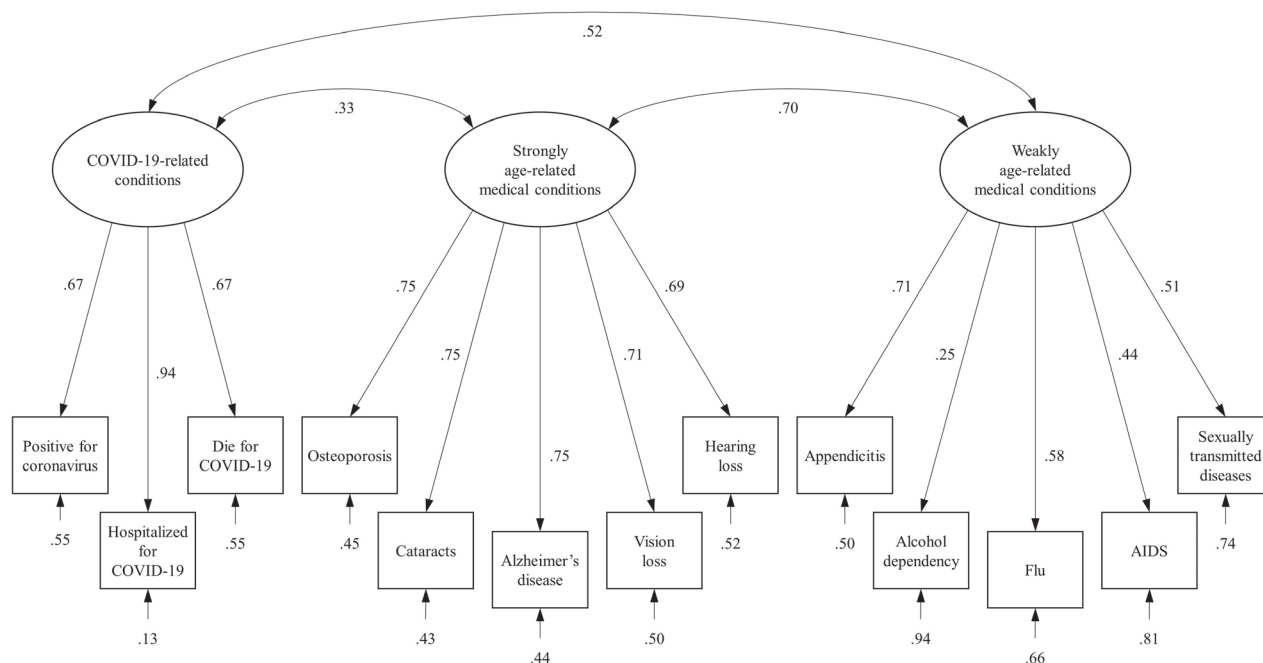 .52
.33
.70
COVID-19-related
conditions
Strongly
age-related
medical conditions
Weakly
age-related
medical conditions
.67
.94
.67
.75
.75
.75
.71
.69
.71
.25
.58
.44
.51
Positive for
coronavirus
.55
Hospitalized
for
COVID-19
.13
Die for
COVID-19
.55
Osteoporosis
.45
Cataracts
.43
Alzheimer’s
disease
.44
Vision
loss
.50
Hearing
loss
.52
Appendicitis
.50
Alcohol
dependency
.94
Flu
.66
AIDS
.81
Sexually
transmitted
diseases
.74